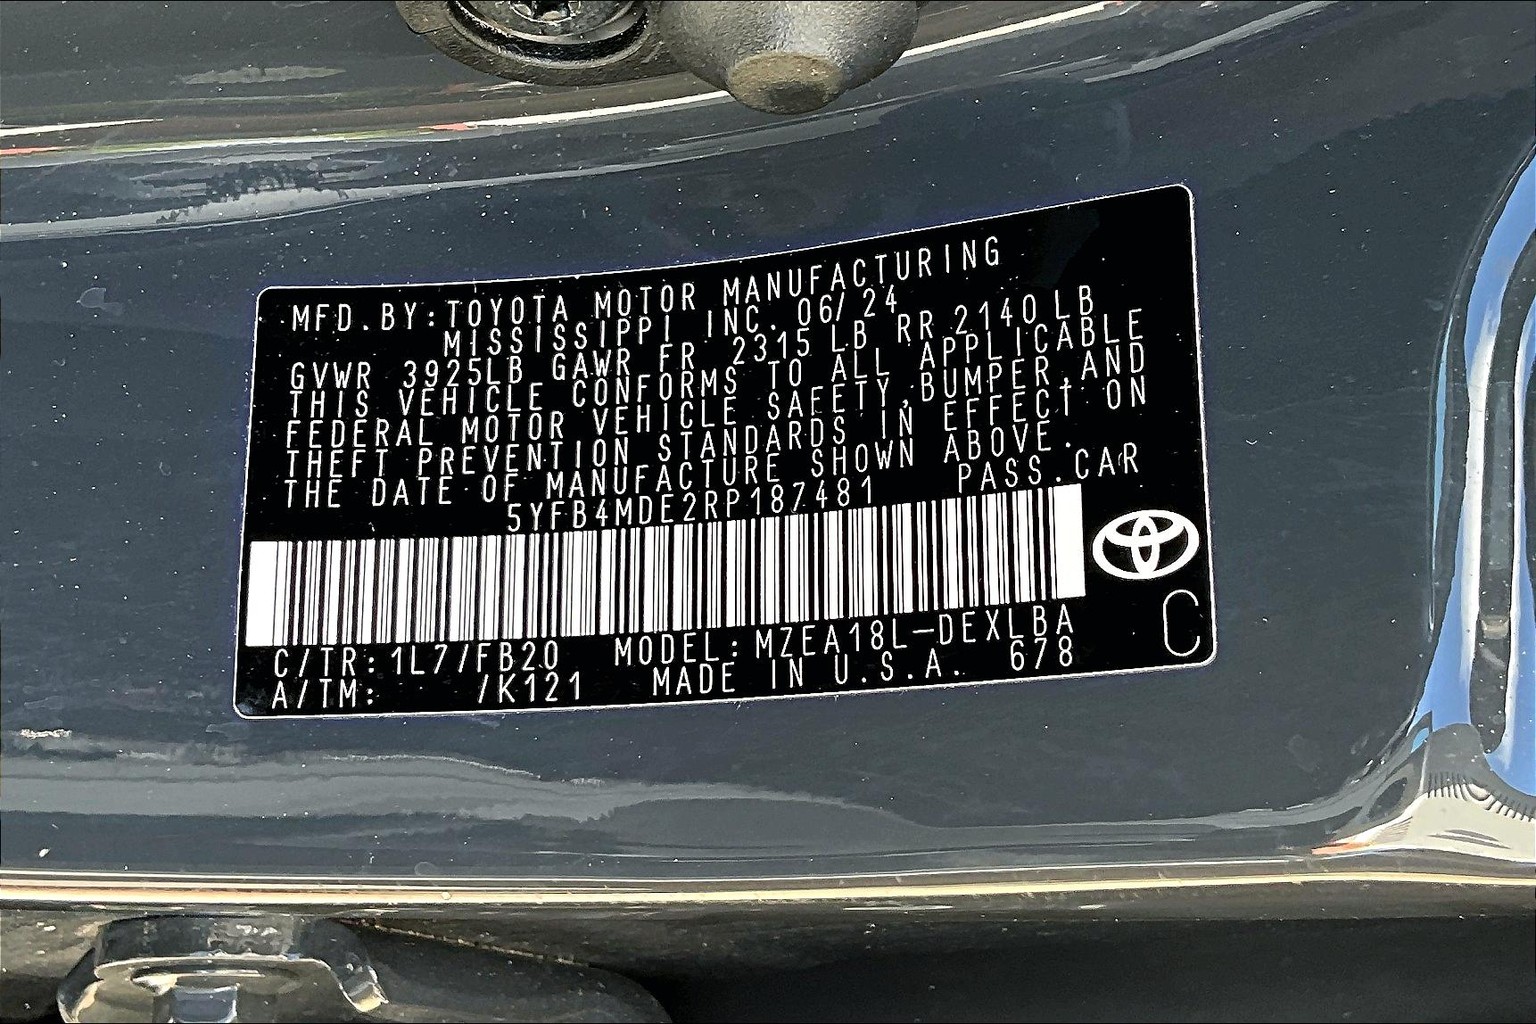 MFD.BY:TOYOTA MOTOR MANUFACTURING
MISSISSIPPI INC. 06/24
GVWR 3925LB GAWR FR 2315 LB RR 2140 LB
THIS VEHICLE CONFORMS TO ALL APPLICABLE
FEDERAL MOTOR VEHICLE SAFETY,BUMPER,AND
THEFT PREVENTION STANDARDS IN EFFECT ON
THE DATE OF MANUFACTURE SHOWN ABOVE.
5YFB4MDE2RP187481 PASS.CAR
C/TR:1L7/FB20 MODEL:MZEA18L-DEXLBA
A/TM: /K121 MADE IN U.S.A. 678
C